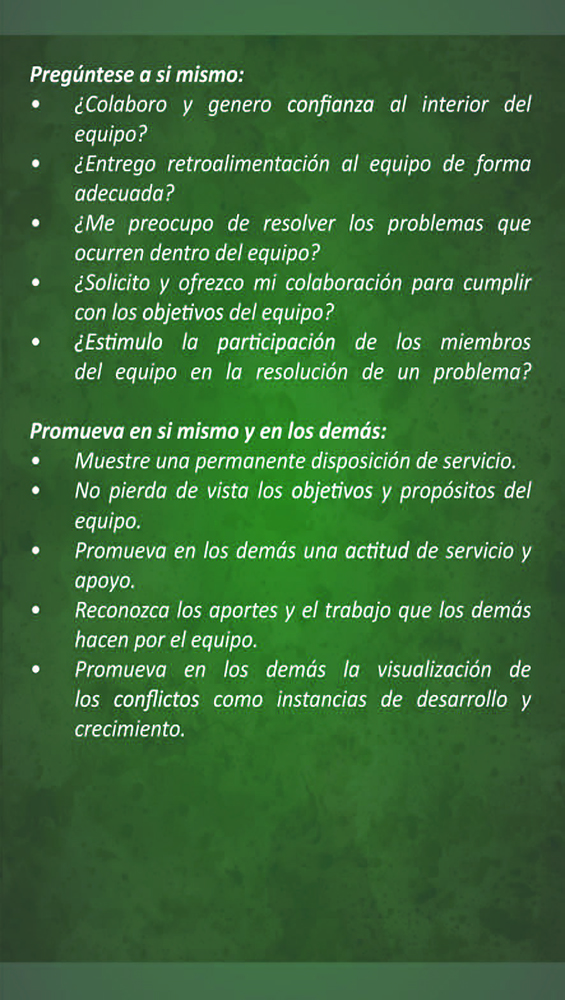 Pregúntese a si mismo:
• ¿Colaboro y genero confianza al interior del
equipo?
• ¿Entrego retroalimentación al equipo de forma
adecuada?
• ¿Me preocupo de resolver los problemas que
ocurren dentro del equipo?
• ¿Solicito y ofrezco mi colaboración para cumplir
con los objetivos del equipo?
• ¿Estimulo la participación de los miembros
del equipo en la resolución de un problema?
Promueva en si mismo y en los demás:
• Muestre una permanente disposición de servicio.
• No pierda de vista los objetivos y propósitos del
equipo.
• Promueva en los demás una actitud de servicio y
apoyo.
• Reconozca los aportes y el trabajo que los demás
hacen por el equipo.
• Promueva en los demás la visualización de
los conflictos como instancias de desarrollo y
crecimiento.